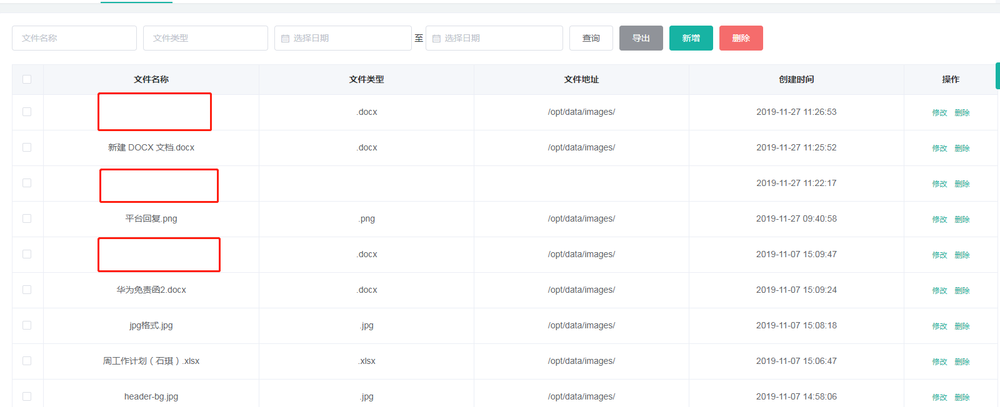 文件名称 文件类型 选择日期 至 选择日期 查询 导出 新增 删除
文件名称 文件类型 文件地址 创建时间 操作
.docx /opt/data/images/ 2019-11-27 11:26:53 修改 删除
新建 DOCX 文档.docx .docx /opt/data/images/ 2019-11-27 11:25:52 修改 删除
2019-11-27 11:22:17 修改 删除
平台回复.png .png /opt/data/images/ 2019-11-27 09:40:58 修改 删除
.docx /opt/data/images/ 2019-11-07 15:09:47 修改 删除
华为免责函2.docx .docx /opt/data/images/ 2019-11-07 15:09:24 修改 删除
jpg格式.jpg .jpg /opt/data/images/ 2019-11-07 15:08:18 修改 删除
周工作计划（石琪）.xlsx .xlsx /opt/data/images/ 2019-11-07 15:06:47 修改 删除
header-bg.jpg .jpg /opt/data/images/ 2019-11-07 14:58:06 修改 删除